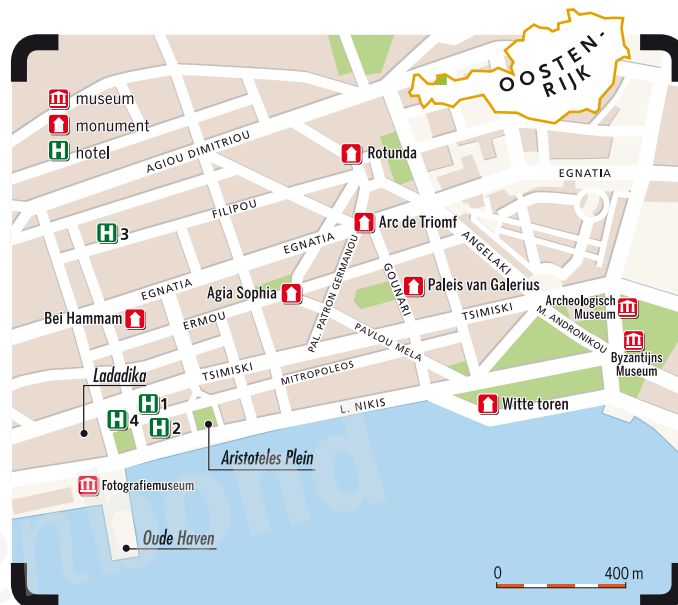 OOSTEN-
RIJK
museum
monument
H hotel
AGIOU DIMITRIOU
Rotunda
EGNATIA
FILIPOU
Arc de Triomf
H 3
EGNATIA
ANGELAKI
PAL. PATRON GERMANOU
GOUNARI
EGNATIA
Agia Sophia
Paleis van Galerius
Archeologisch
Museum
Bei Hammam
ERMOU
TSIMISKI
M. ANDRONIKOU
PAVLOU MELA
Byzantijns
Museum
TSIMISKI
MITROPOLEOS
Ladadika
H 1
H 4
H 2
L. NIKIS
Witte toren
Aristoteles Plein
Fotografiemuseum
Oude Haven
0
400 m